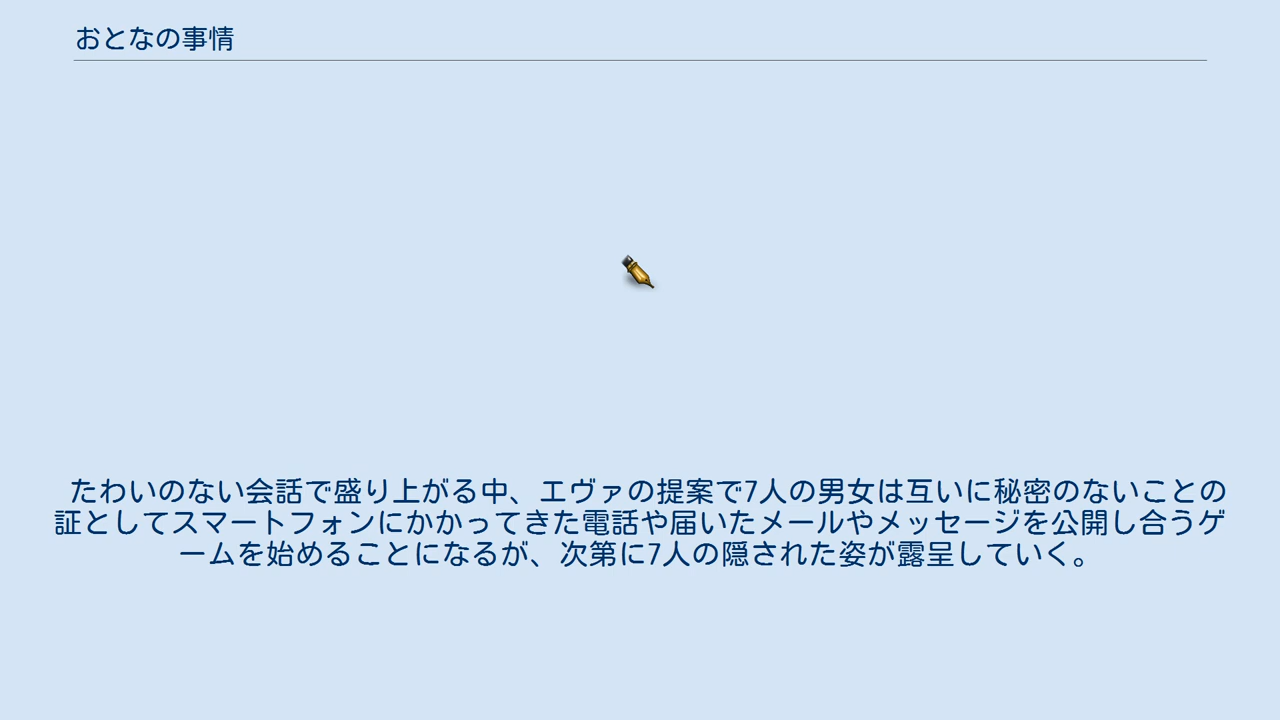 おとなの事情
たわいのない会話で盛り上がる中、エヴァの提案で7人の男女は互いに秘密のないことの
証としてスマートフォンにかかってきた電話や届いたメールやメッセージを公開し合うゲ
ームを始めることになるが、次第に7人の隠された姿が露呈していく。